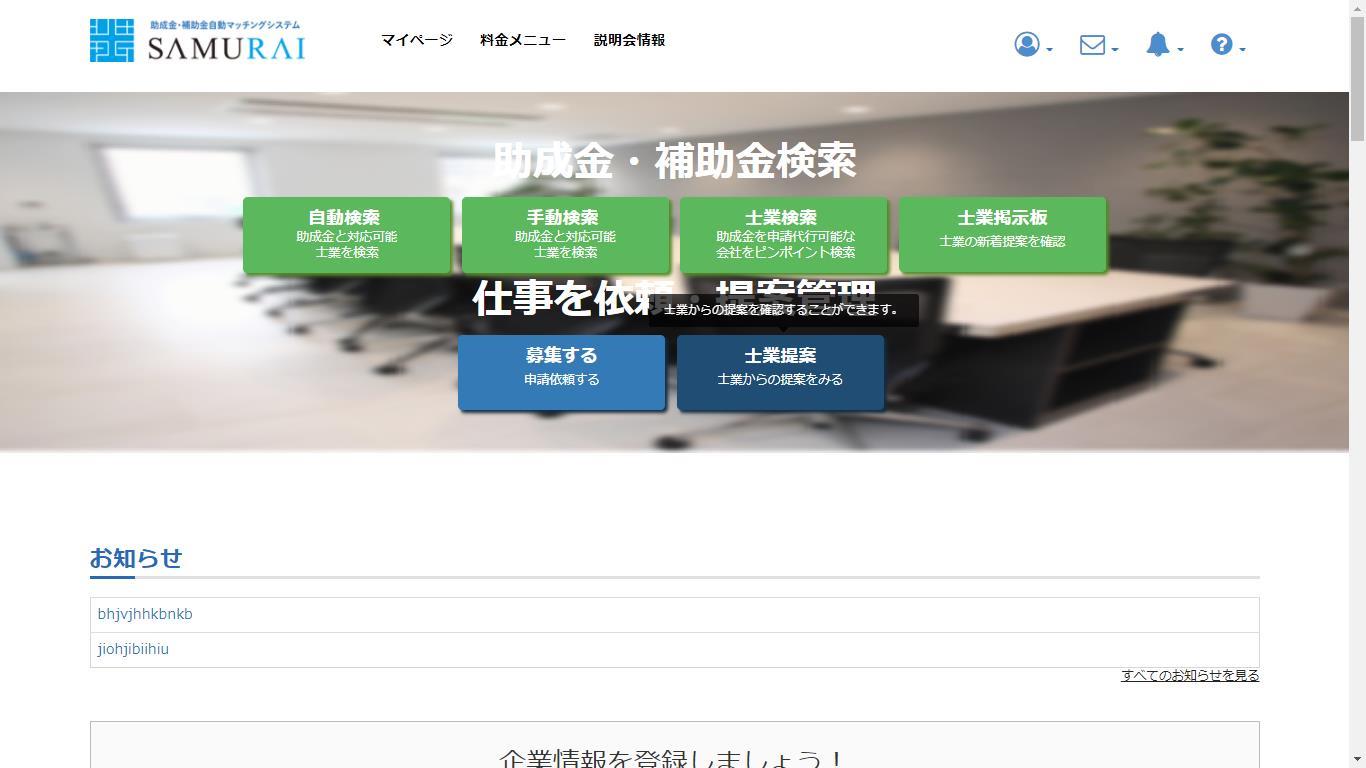 助成金・補助金自動マッチングシステム
SAMURAI
マイページ 料金メニュー 説明会情報
助成金・補助金検索
自動検索
助成金と対応可能
士業を検索
手動検索
助成金と対応可能
士業を検索
士業検索
助成金を申請代行可能な
会社をピンポイント検索
士業掲示板
士業の新着提案を確認
仕事を依頼・提案管理
士業からの提案を確認することができます。
募集する
申請依頼する
士業提案
士業からの提案をみる
お知らせ
bhjvjhhkbnkb
jiohjibiihiu
すべてのお知らせを見る
企業情報を登録しましょう！